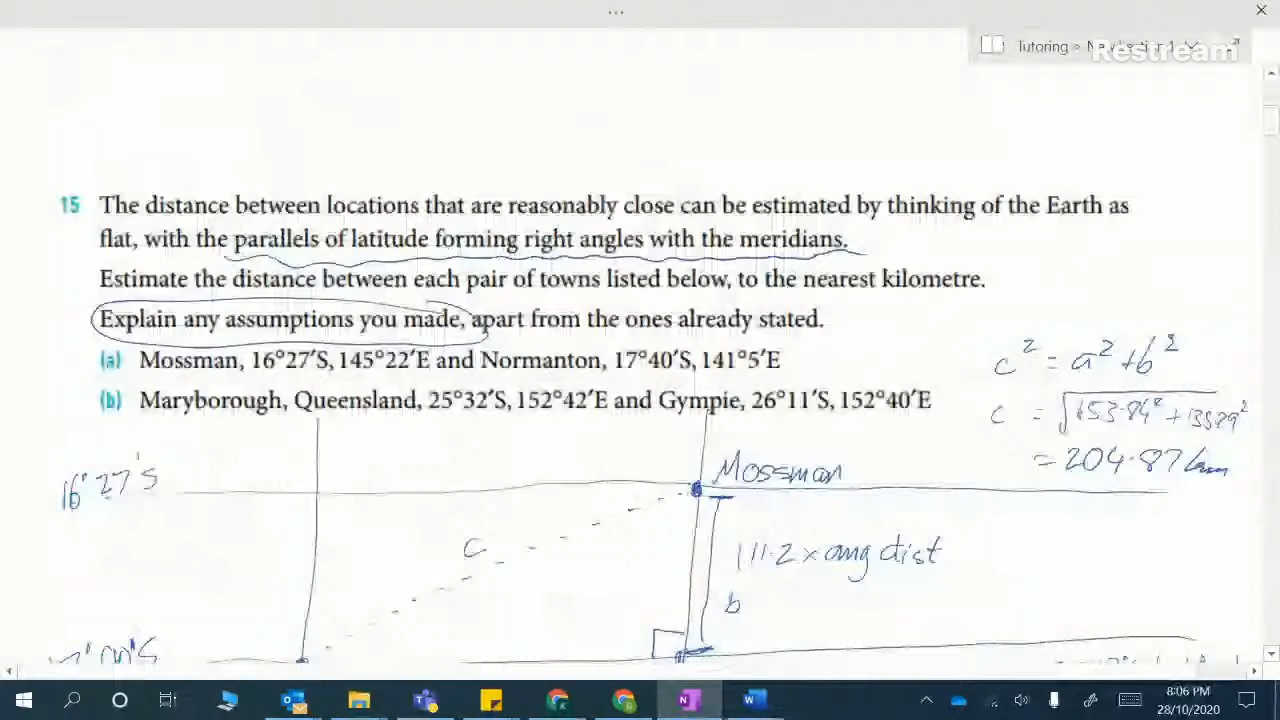 Tutoring >
Restream
15 The distance between locations that are reasonably close can be estimated by thinking of the Earth as
flat, with the parallels of latitude forming right angles with the meridians.
Estimate the distance between each pair of towns listed below, to the nearest kilometre.
Explain any assumptions you made, apart from the ones already stated.
(a) Mossman, 16°27′S, 145°22′E and Normanton, 17°40′S, 141°5′E
(b) Maryborough, Queensland, 25°32′S, 152°42′E and Gympie, 26°11′S, 152°40′E
c² = a² + b²
c = √153.84² +
= 204.87 km
16°27'S
Mossman
c
111.2 × ang dist
b
8:06 PM
28/10/2020